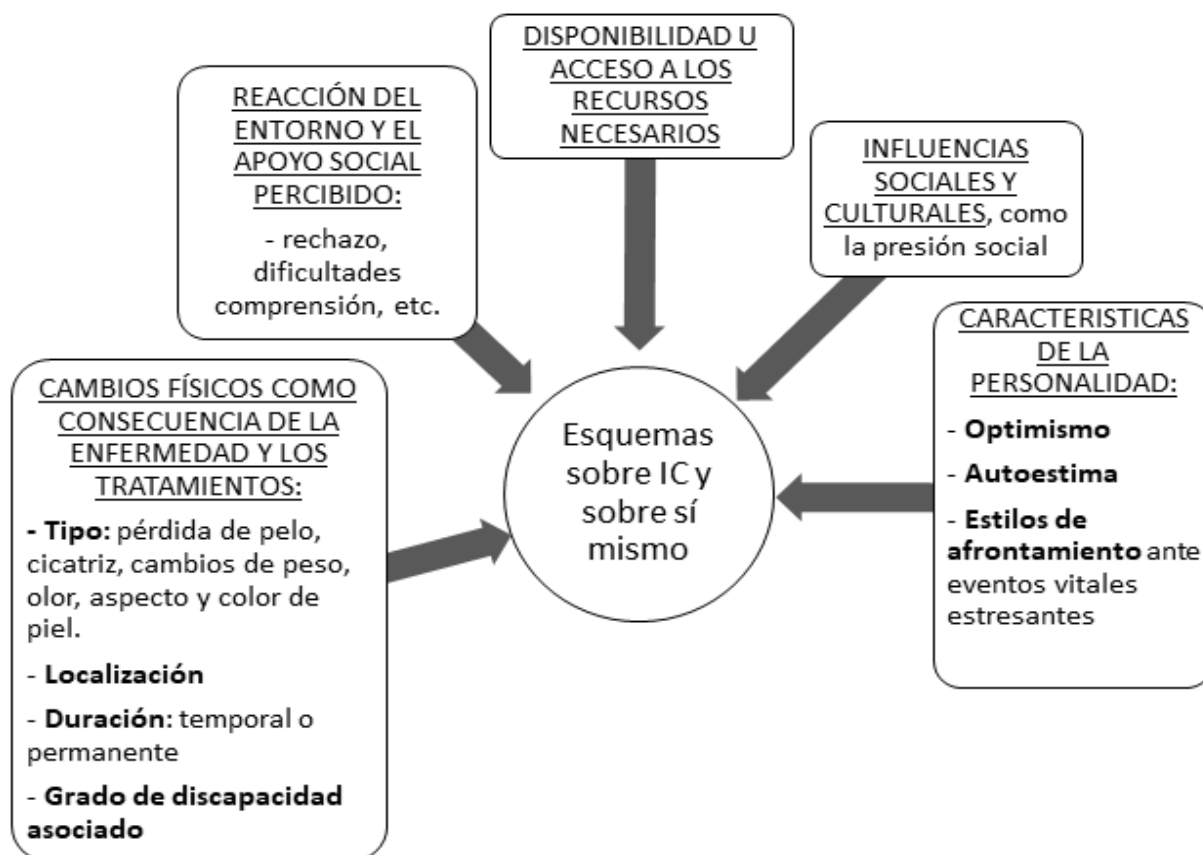 DISPONIBILIDAD U
ACCESO A LOS
RECURSOS
NECESARIOS
REACCIÓN DEL
ENTORNO Y EL
APOYO SOCIAL
PERCIBIDO:
- rechazo,
dificultades
comprensión, etc.
INFLUENCIAS
SOCIALES Y
CULTURALES, como
la presión social
CARACTERISTICAS
DE LA
PERSONALIDAD:
- Optimismo
- Autoestima
- Estilos de
afrontamiento ante
eventos vitales
estresantes
CAMBIOS FÍSICOS COMO
CONSECUENCIA DE LA
ENFERMEDAD Y LOS
TRATAMIENTOS:
- Tipo: pérdida de pelo,
cicatriz, cambios de peso,
olor, aspecto y color de
piel.
- Localización
- Duración: temporal o
permanente
- Grado de discapacidad
asociado
Esquemas
sobre IC y
sobre sí
mismo